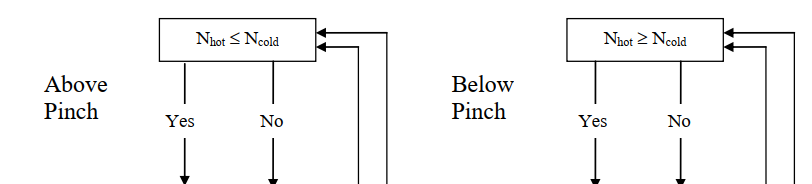 N_hot ≤ N_cold
N_hot ≥ N_cold
Above
Pinch
Below
Pinch
Yes
No
Yes
No